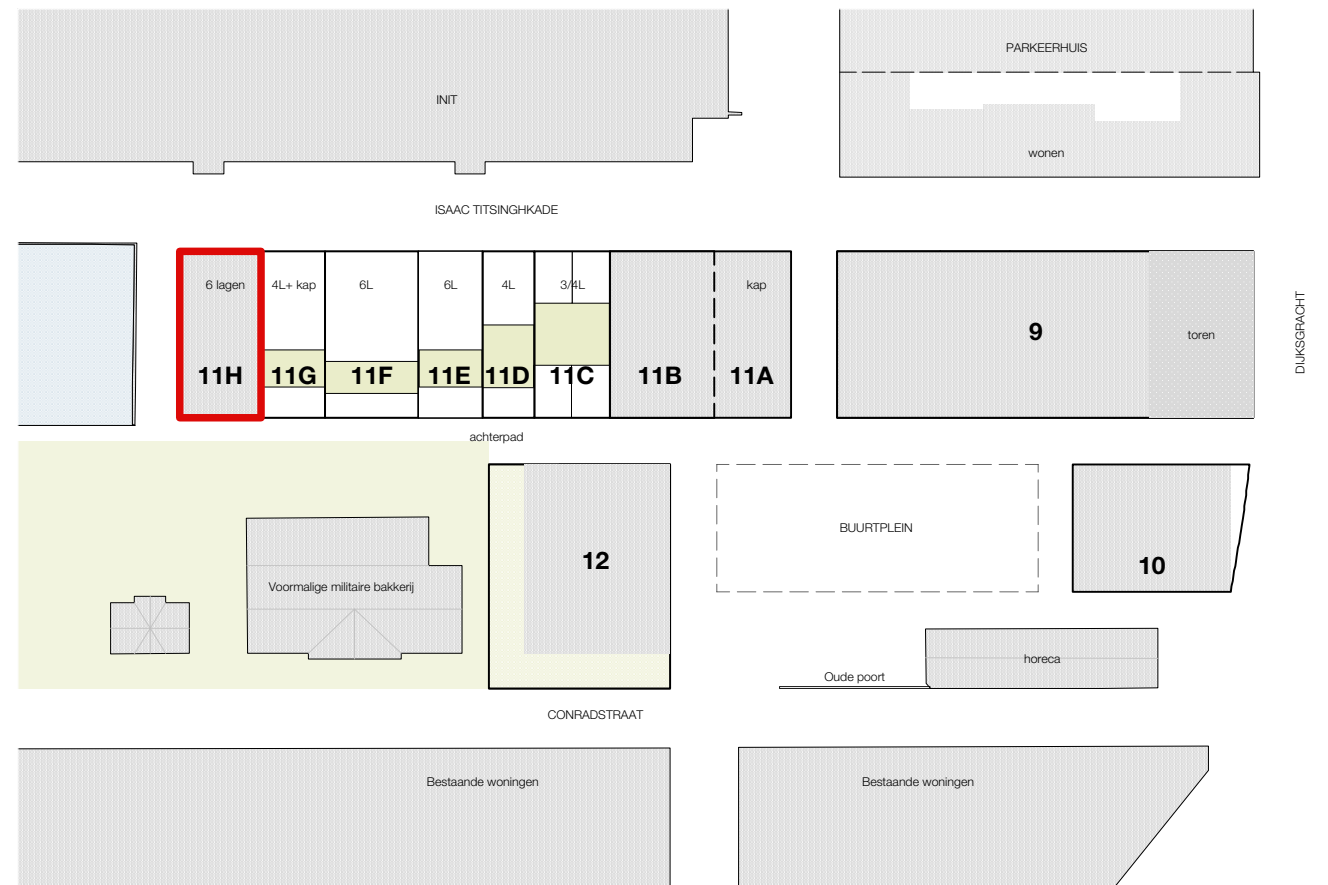 PARKEERHUIS
INIT
wonen
ISAAC TITSINGHKADE
6 lagen
4L+ kap
6L
6L
4L
3/4L
kap
9
toren
DIJKSGRACHT
11H
11G
11F
11E
11D
11C
11B
11A
achterpad
BUURTPLEIN
12
10
Voormalige militaire bakkerij
horeca
Oude poort
CONRADSTRAAT
Bestaande woningen
Bestaande woningen